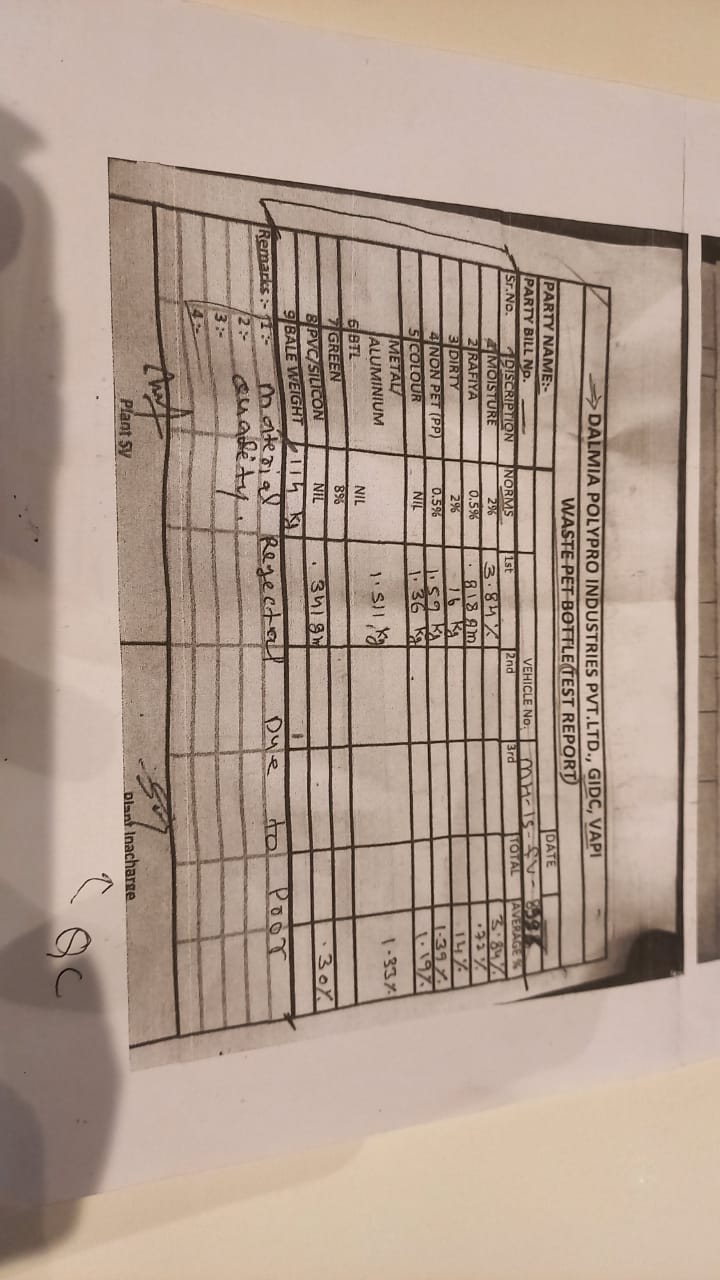 DALMIA POLYPRO INDUSTRIES PVT.LTD., GIDC, VAPI
WASTE PET BOTTLE TEST REPORT
DATE
PARTY NAME:-
PARTY BILL No. VEHICLE No. MH-15-
Sr.No. DISCRIPTION NORMS 1st 2nd 3rd TOTAL AVERAGE %
1 MOISTURE 2% 3.84% 3.84%
2 RAFIYA 0.5% .818 gm .72%
3 DIRTY 2% 16 kg 14%
4 NON PET (PP) 0.5% 1.59 kg 1.39%
5 COLOUR NIL 1.36 kg 1.19%
METAL/
ALUMINIUM 1.511 kg 1.33%
6 BTL NIL
7 GREEN 8%
8 PVC/SILICON NIL .341 gm .30%
9 BALE WEIGHT 114 kg
Remarks:- 1:- material Rejected Due to Poor
2:- quality.
3:-
4:-
Plant SV Plant Inacharge
QC